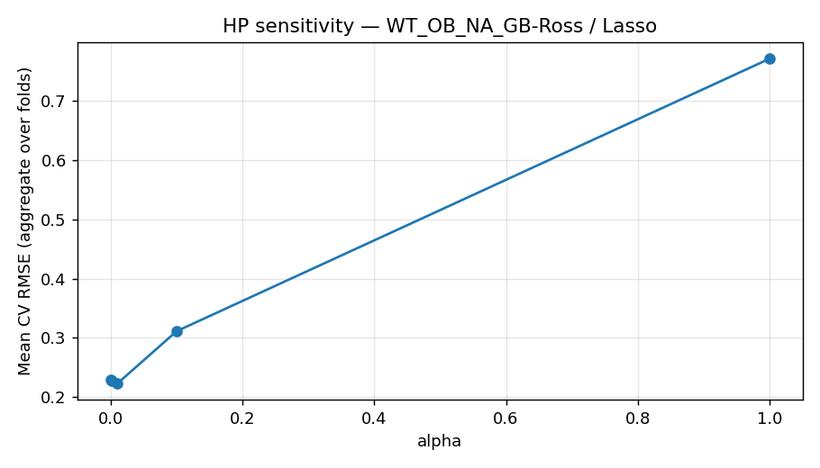 HP sensitivity — WT_OB_NA_GB-Ross / Lasso
Mean CV RMSE (aggregate over folds)
0.7
0.6
0.5
0.4
0.3
0.2
0.0 0.2 0.4 0.6 0.8 1.0
alpha